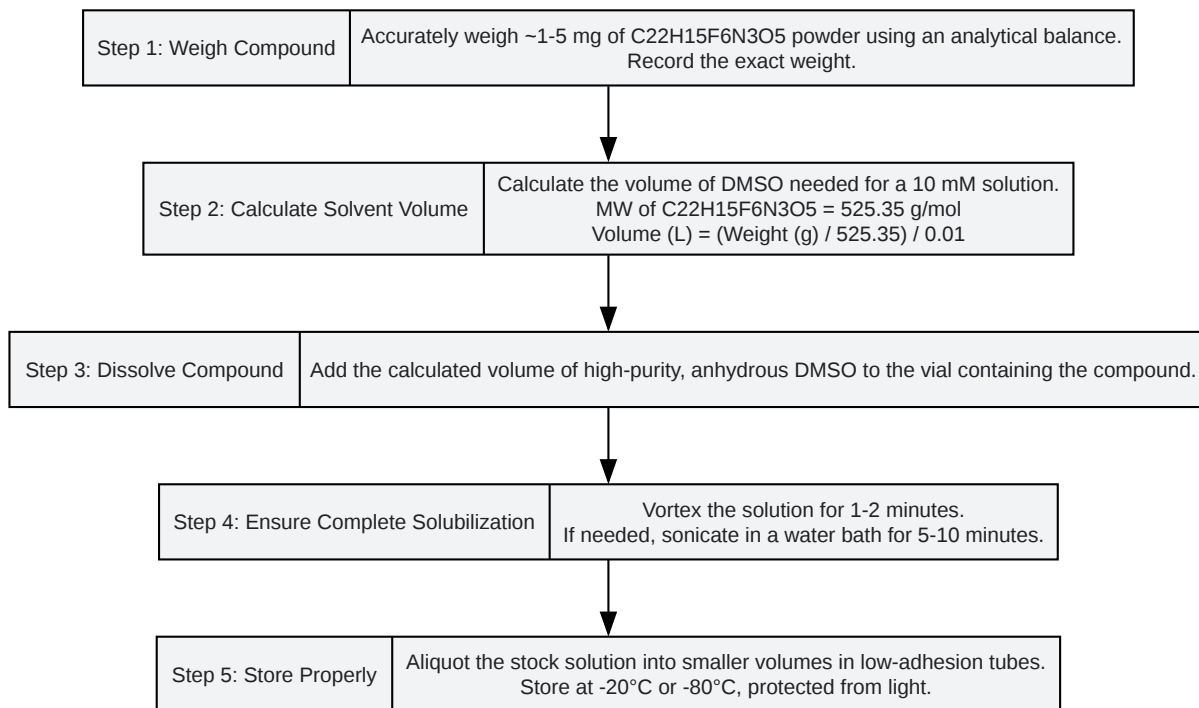 Step 1: Weigh Compound
Accurately weigh ~1-5 mg of C22H15F6N3O5 powder using an analytical balance.
Record the exact weight.
Step 2: Calculate Solvent Volume
Calculate the volume of DMSO needed for a 10 mM solution.
MW of C22H15F6N3O5 = 525.35 g/mol
Volume (L) = (Weight (g) / 525.35) / 0.01
Step 3: Dissolve Compound
Add the calculated volume of high-purity, anhydrous DMSO to the vial containing the compound.
Step 4: Ensure Complete Solubilization
Vortex the solution for 1-2 minutes.
If needed, sonicate in a water bath for 5-10 minutes.
Step 5: Store Properly
Aliquot the stock solution into smaller volumes in low-adhesion tubes.
Store at -20°C or -80°C, protected from light.